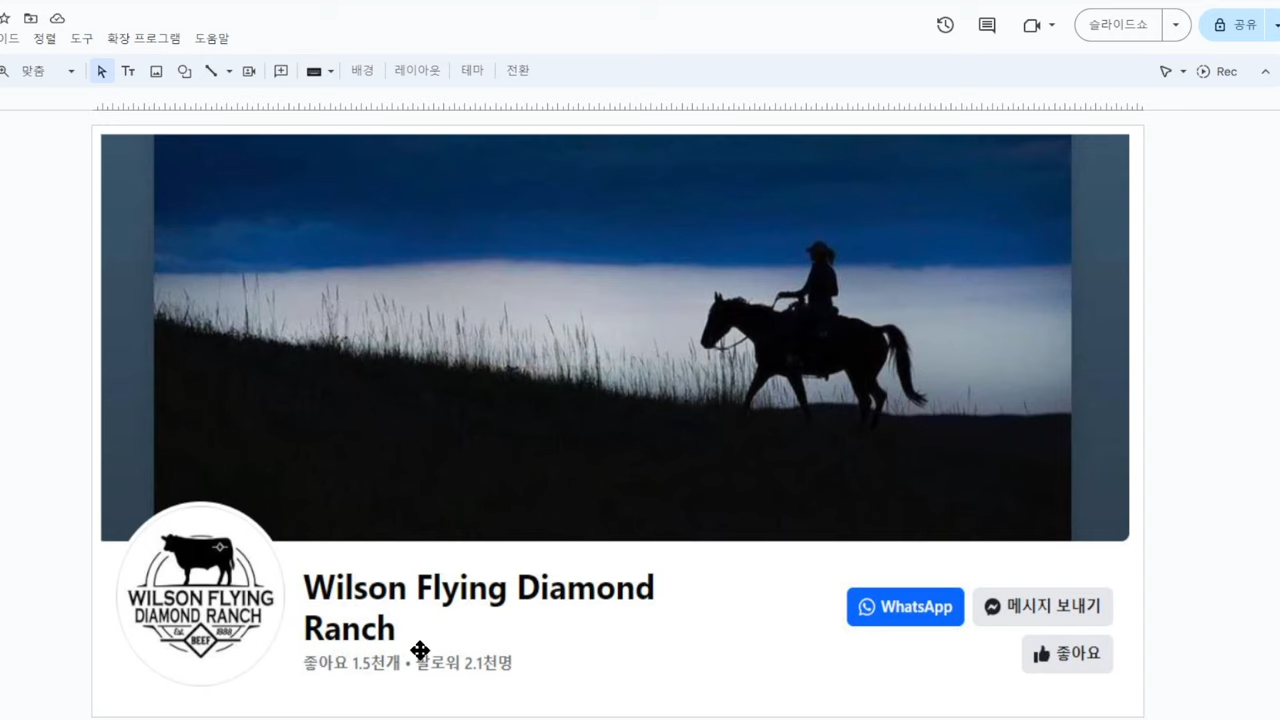 이드 정렬 도구 확장 프로그램 도움말
슬라이드쇼
공유
맞춤
배경 레이아웃 테마 전환
Rec
WILSON FLYING
DIAMOND RANCH
Est. 1988
BEEF
Wilson Flying Diamond
Ranch
좋아요 1.5천개 • 팔로워 2.1천명
WhatsApp
메시지 보내기
좋아요